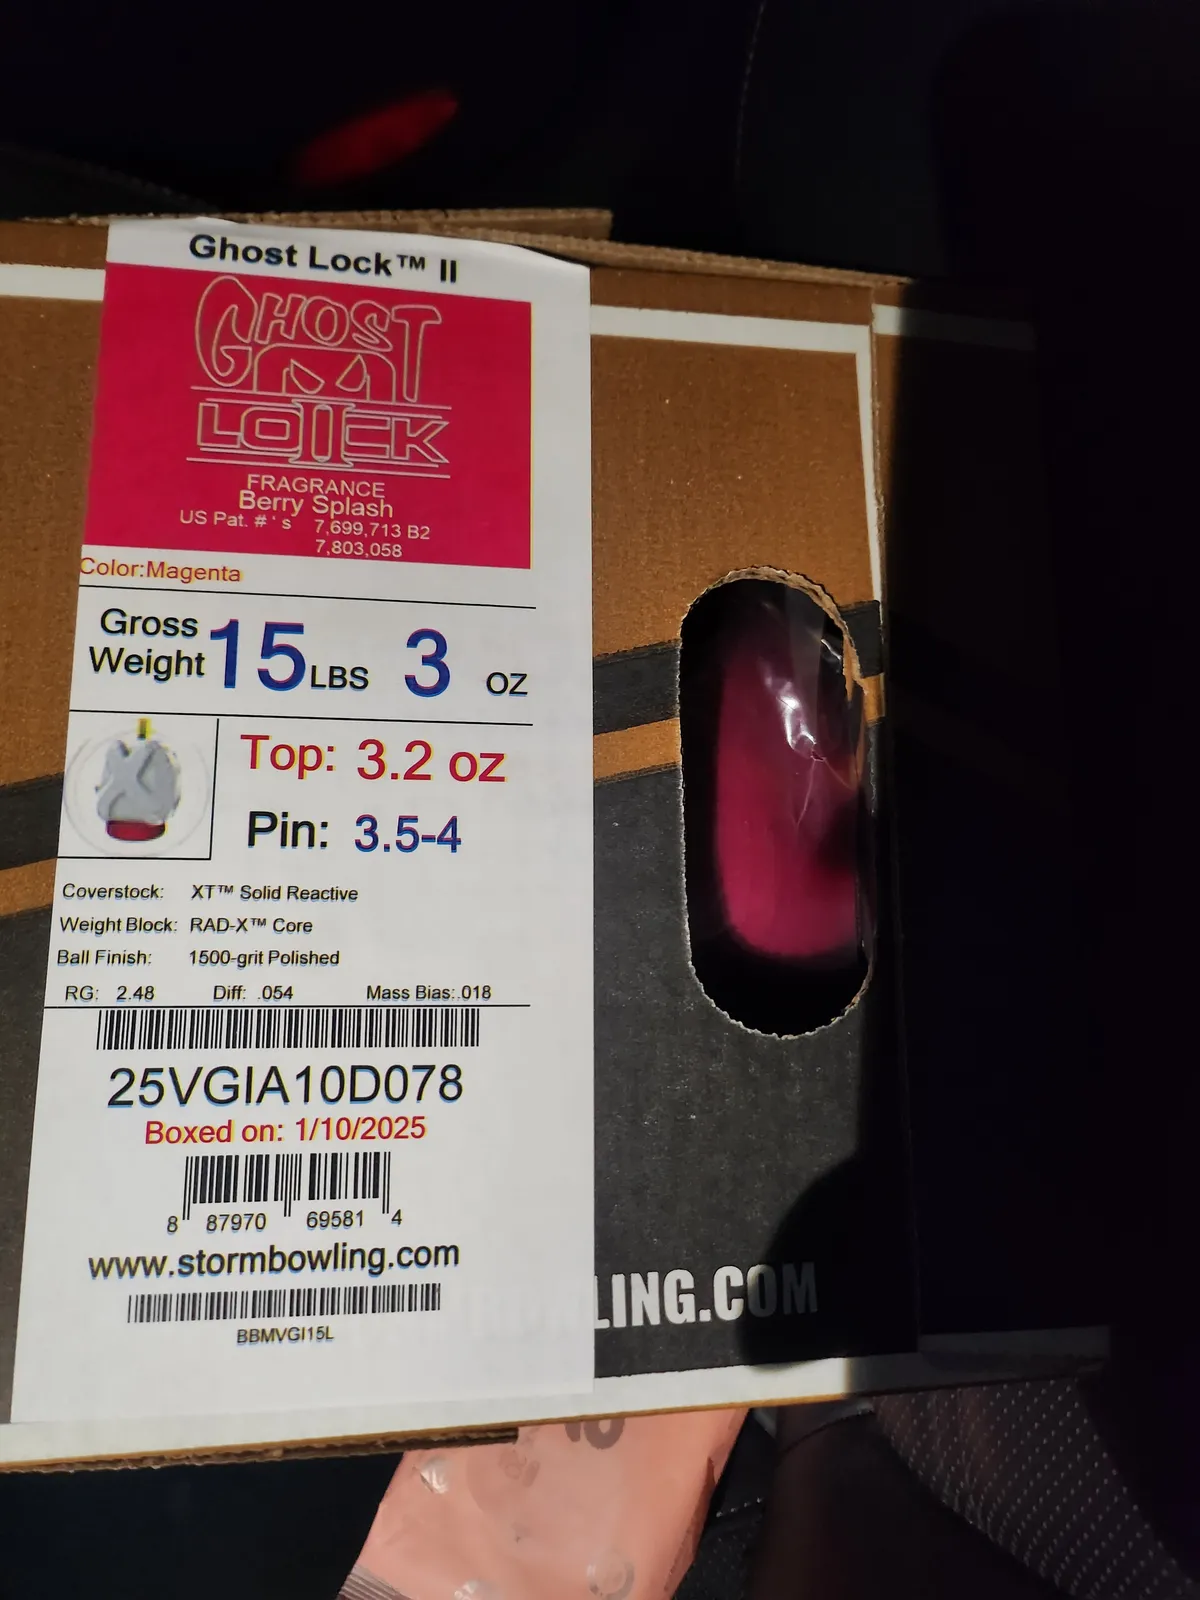 Ghost Lock™ II
GHOST
LOIICK
FRAGRANCE
Berry Splash
US Pat. #'s 7,699,713 B2
7,803,058
Color:Magenta
Gross
Weight 15 LBS 3 oz
Top: 3.2 oz
Pin: 3.5-4
Coverstock: XT™ Solid Reactive
Weight Block: RAD-X™ Core
Ball Finish: 1500-grit Polished
RG: 2.48 Diff: .054 Mass Bias:.018
25VGIA10D078
Boxed on: 1/10/2025
8 87970 69581 4
www.stormbowling.com
BBMVGI15L
LING.COM